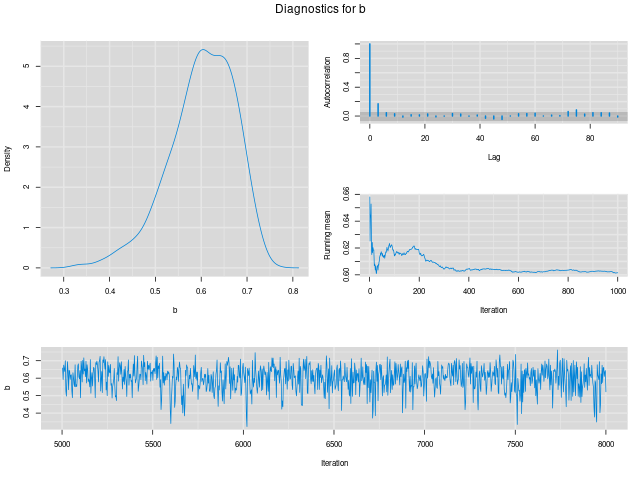 Diagnostics for b
Density
0 1 2 3 4 5
0.3 0.4 0.5 0.6 0.7 0.8
b
Autocorrelation
0.0 0.4 0.8
0 20 40 60 80
Lag
Running mean
0.60 0.62 0.64 0.66
0 200 400 600 800 1000
Iteration
b
0.4 0.5 0.6 0.7
5000 5500 6000 6500 7000 7500 8000
Iteration